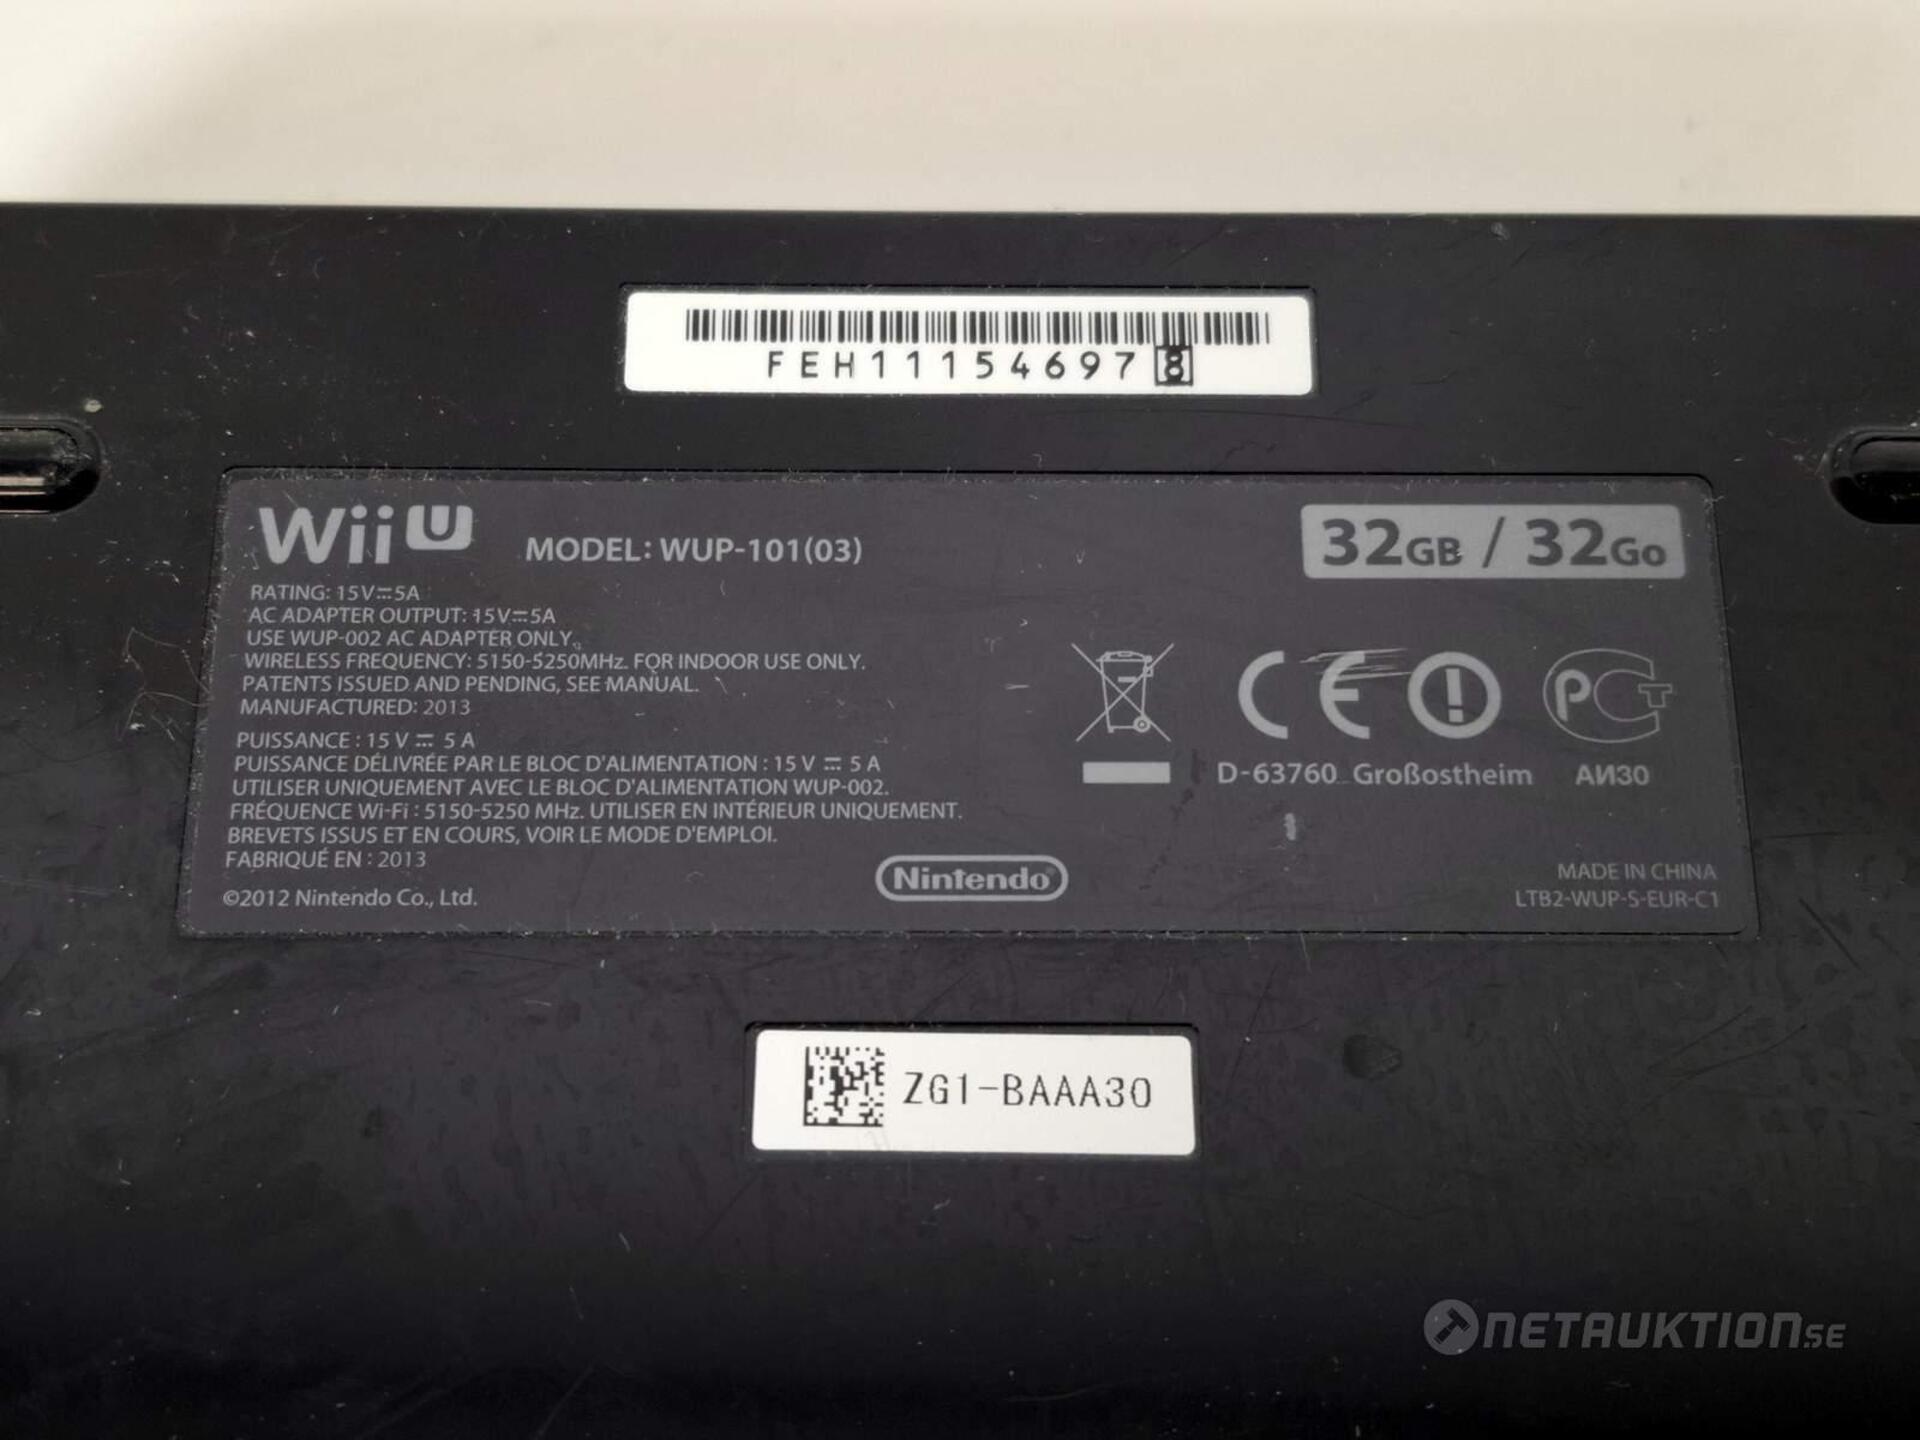 FEH111546978
Wii U
MODEL: WUP-101(03)
32GB / 32Go
RATING: 15V⎓5A
AC ADAPTER OUTPUT: 15V⎓5A
USE WUP-002 AC ADAPTER ONLY.
WIRELESS FREQUENCY: 5150-5250MHz. FOR INDOOR USE ONLY.
PATENTS ISSUED AND PENDING, SEE MANUAL.
MANUFACTURED: 2013
PUISSANCE : 15 V ⎓ 5 A
PUISSANCE DÉLIVRÉE PAR LE BLOC D'ALIMENTATION : 15 V ⎓ 5 A
UTILISER UNIQUEMENT AVEC LE BLOC D'ALIMENTATION WUP-002.
FRÉQUENCE Wi-Fi : 5150-5250 MHz. UTILISER EN INTÉRIEUR UNIQUEMENT.
BREVETS ISSUS ET EN COURS, VOIR LE MODE D'EMPLOI.
FABRIQUÉ EN : 2013
©2012 Nintendo Co., Ltd.
CE
РСТ
D-63760 Großostheim
АИ30
Nintendo®
MADE IN CHINA
LTB2-WUP-S-EUR-C1
ZG1-BAAA30
NETAUKTION.SE